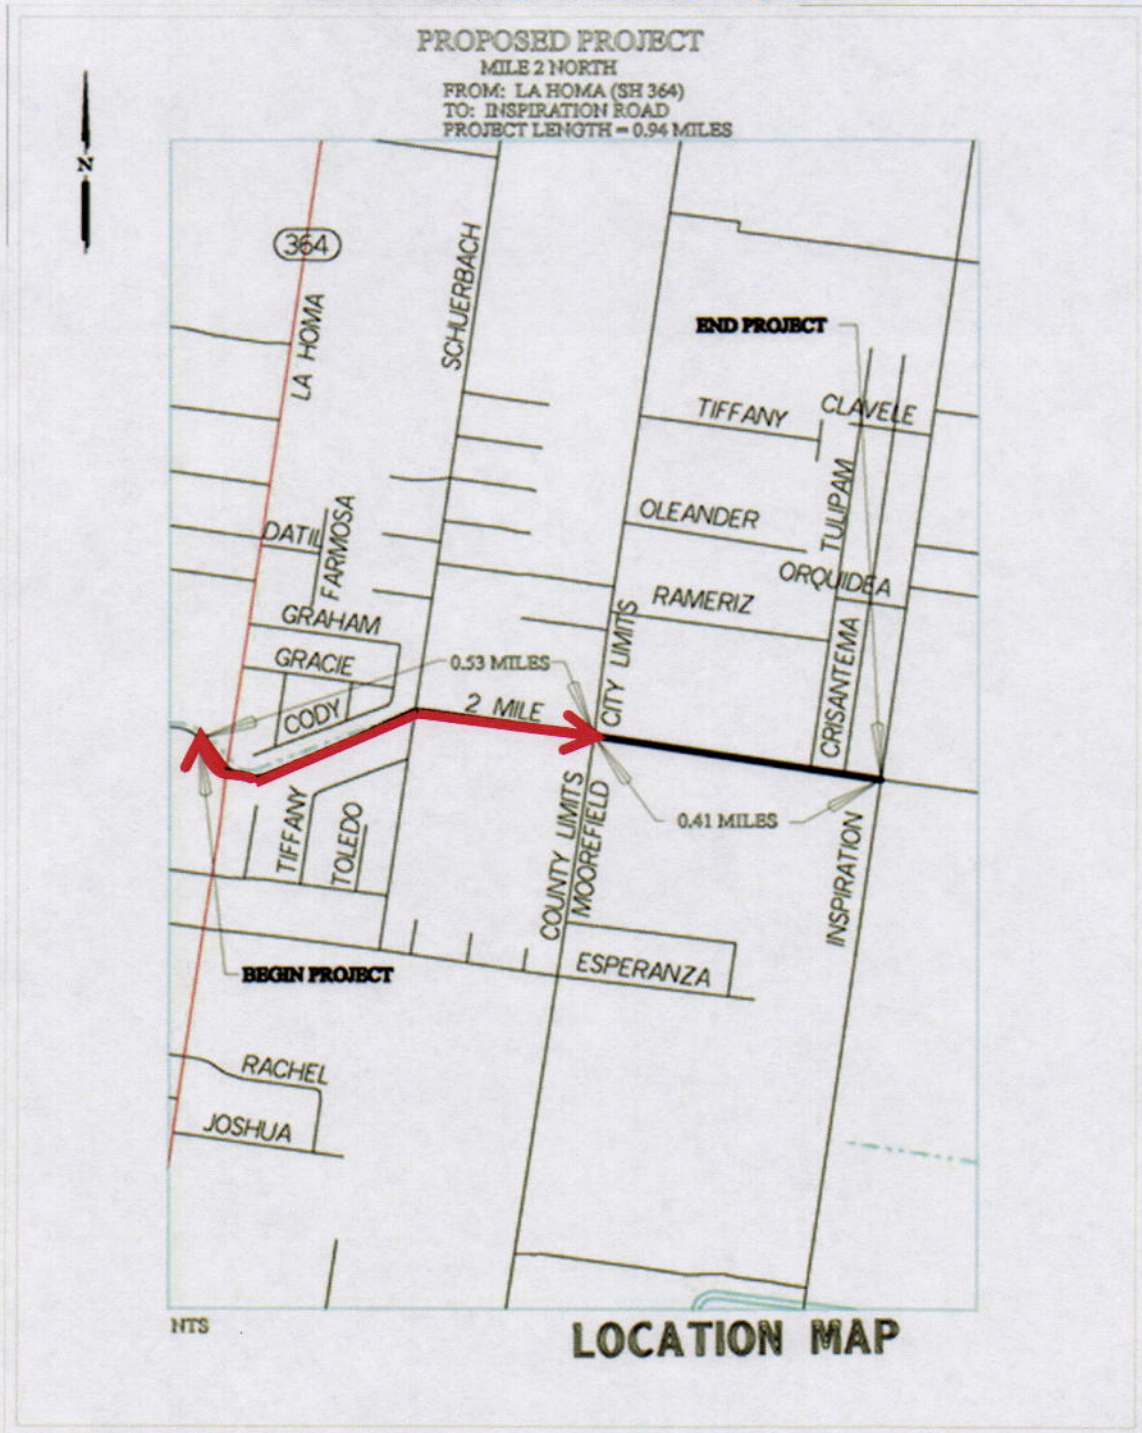 PROPOSED PROJECT
MILE 2 NORTH
FROM: LA HOMA (SH 364)
TO: INSPIRATION ROAD
PROJECT LENGTH = 0.94 MILES
N
364
LA HOMA
SCHUERBACH
END PROJECT
TIFFANY
CLAVELE
OLEANDER
TULIPAM
DATIL
FARMOSA
ORQUIDEA
RAMERIZ
GRAHAM
GRACIE
CODY
0.53 MILES
2 MILE
CITY LIMITS
CRISANTEMA
TIFFANY
TOLEDO
COUNTY LIMITS
MOOREFIELD
0.41 MILES
INSPIRATION
BEGIN PROJECT
ESPERANZA
RACHEL
JOSHUA
NTS
LOCATION MAP